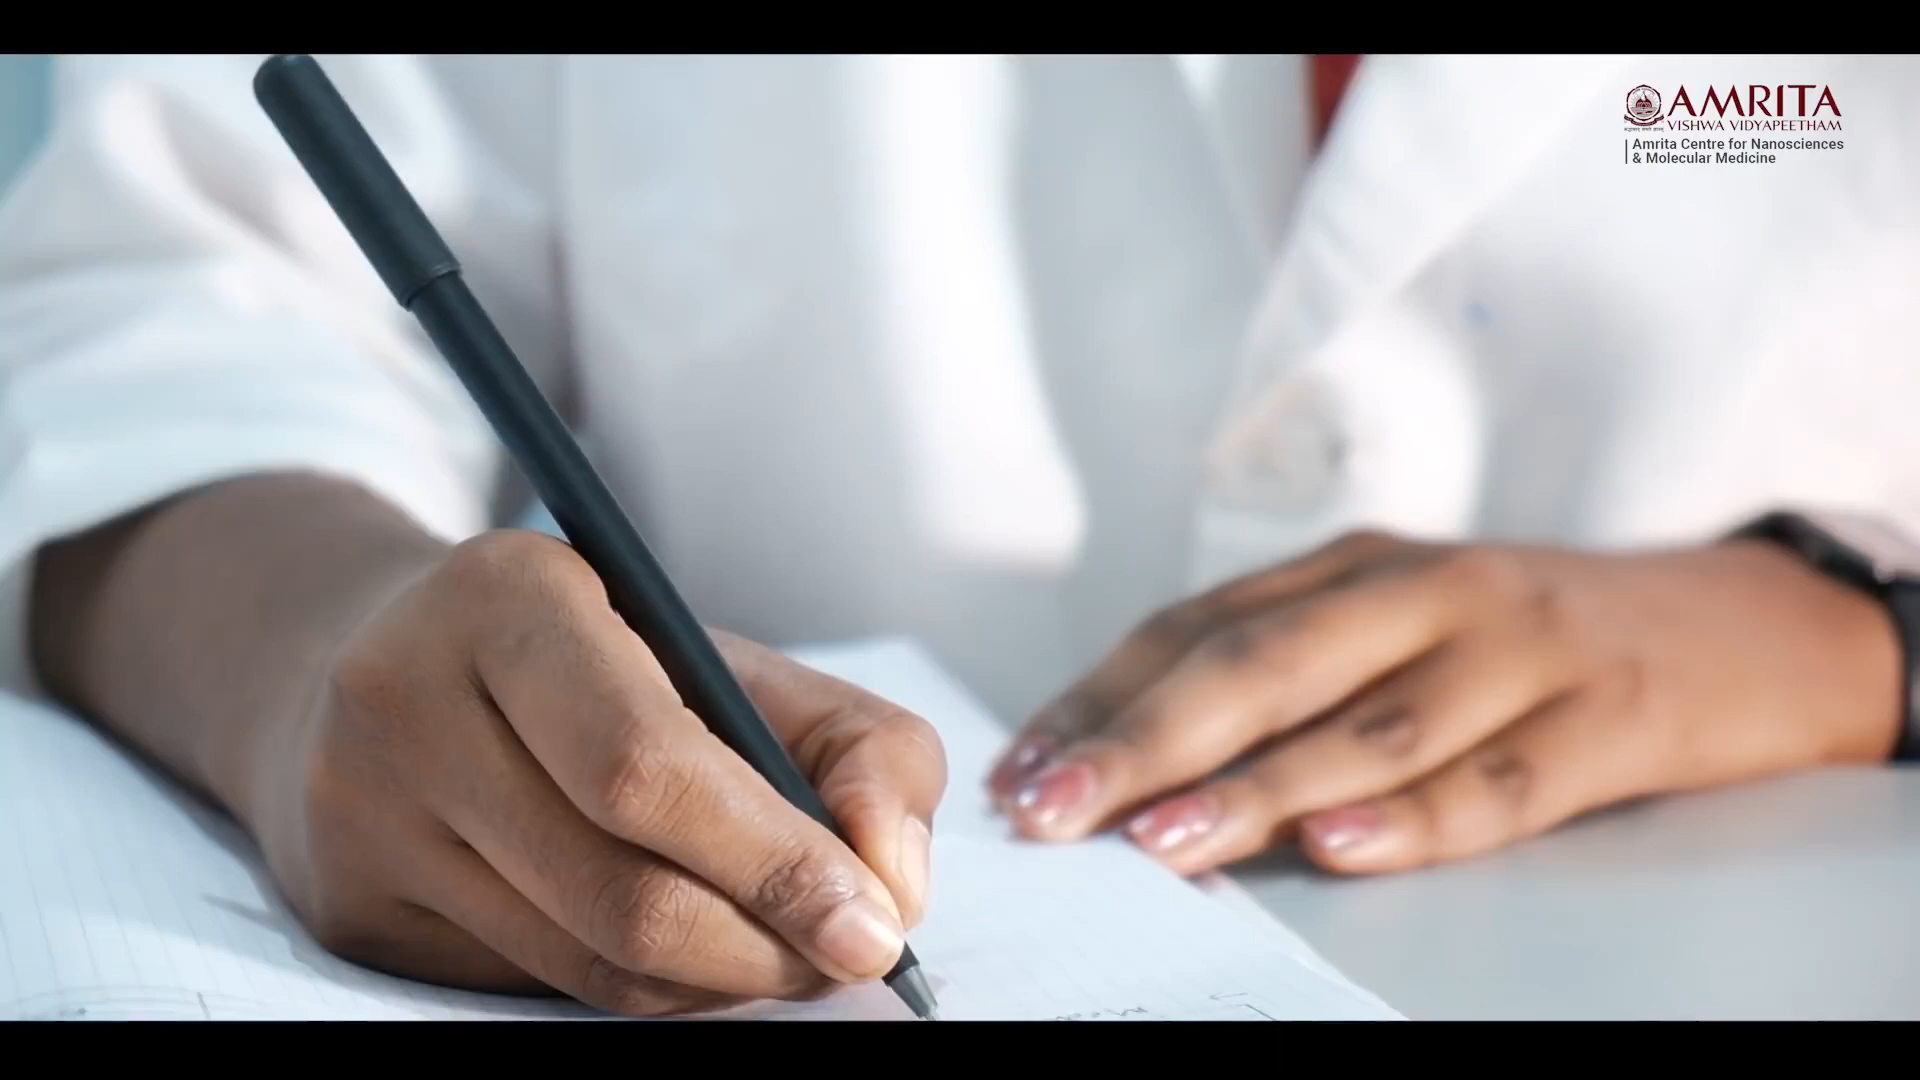 AMRITA
VISHWA VIDYAPEETHAM
Amrita Centre for Nanosciences
& Molecular Medicine